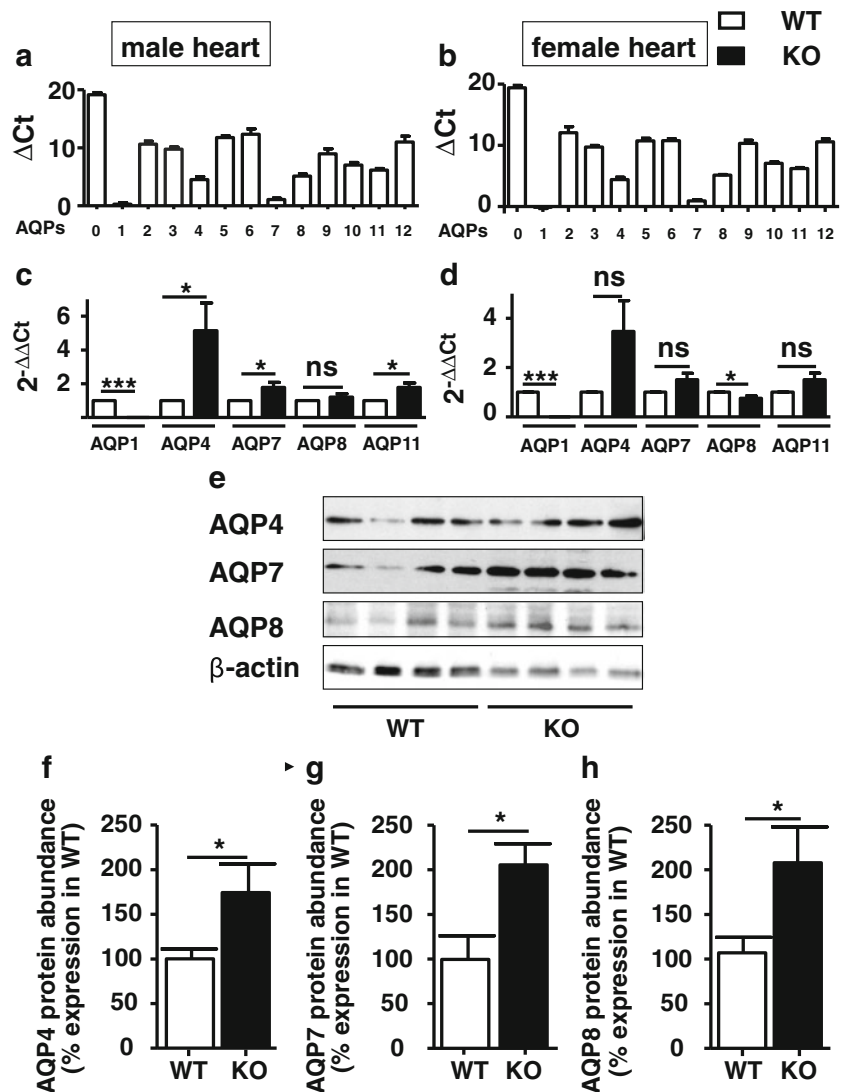 WT
KO
male heart
female heart
a
b
20
10
0
ΔCt
AQPs
0 1 2 3 4 5 6 7 8 9 10 11 12
20
10
0
ΔCt
AQPs
0 1 2 3 4 5 6 7 8 9 10 11 12
c
6
4
2
2-ΔΔCt
***
*
*
ns
*
AQP1 AQP4 AQP7 AQP8 AQP11
d
4
2
0
2-ΔΔCt
***
ns
ns
*
ns
AQP1 AQP4 AQP7 AQP8 AQP11
e
AQP4
AQP7
AQP8
β-actin
WT KO
f
AQP4 protein abundance
(% expression in WT)
250
200
150
100
50
0
*
WT KO
g
AQP7 protein abundance
(% expression in WT)
250
200
150
100
50
0
*
WT KO
h
AQP8 protein abundance
(% expression in WT)
250
200
150
100
50
0
*
WT KO